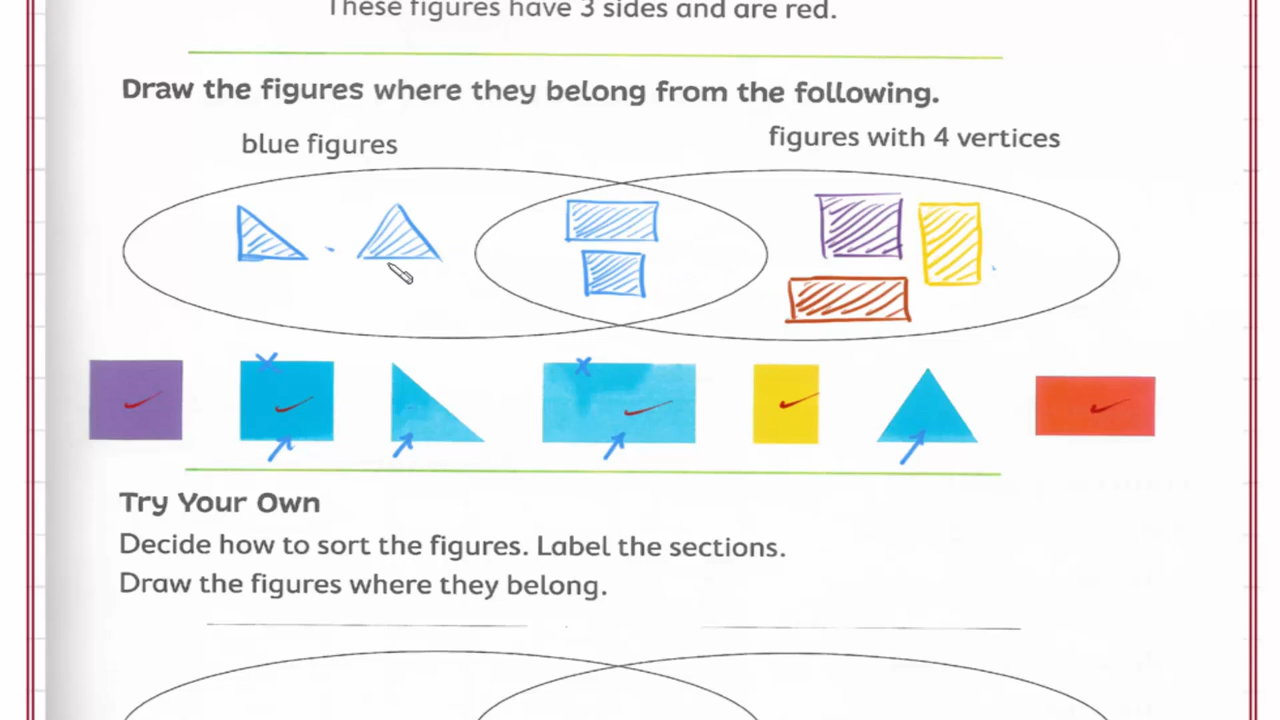 These figures have 3 sides and are red.
Draw the figures where they belong from the following.
blue figures
figures with 4 vertices
Try Your Own
Decide how to sort the figures. Label the sections.
Draw the figures where they belong.